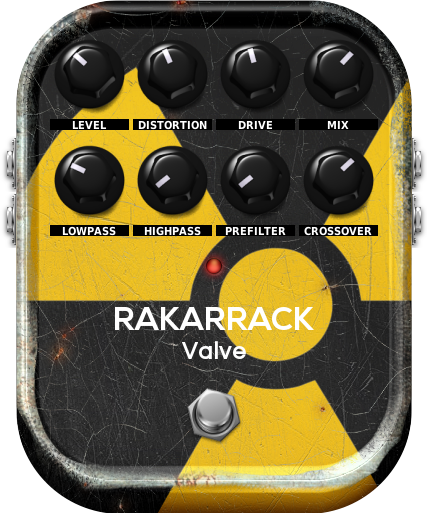 LEVEL DISTORTION DRIVE MIX
LOWPASS HIGHPASS PREFILTER CROSSOVER
RAKARRACK
Valve